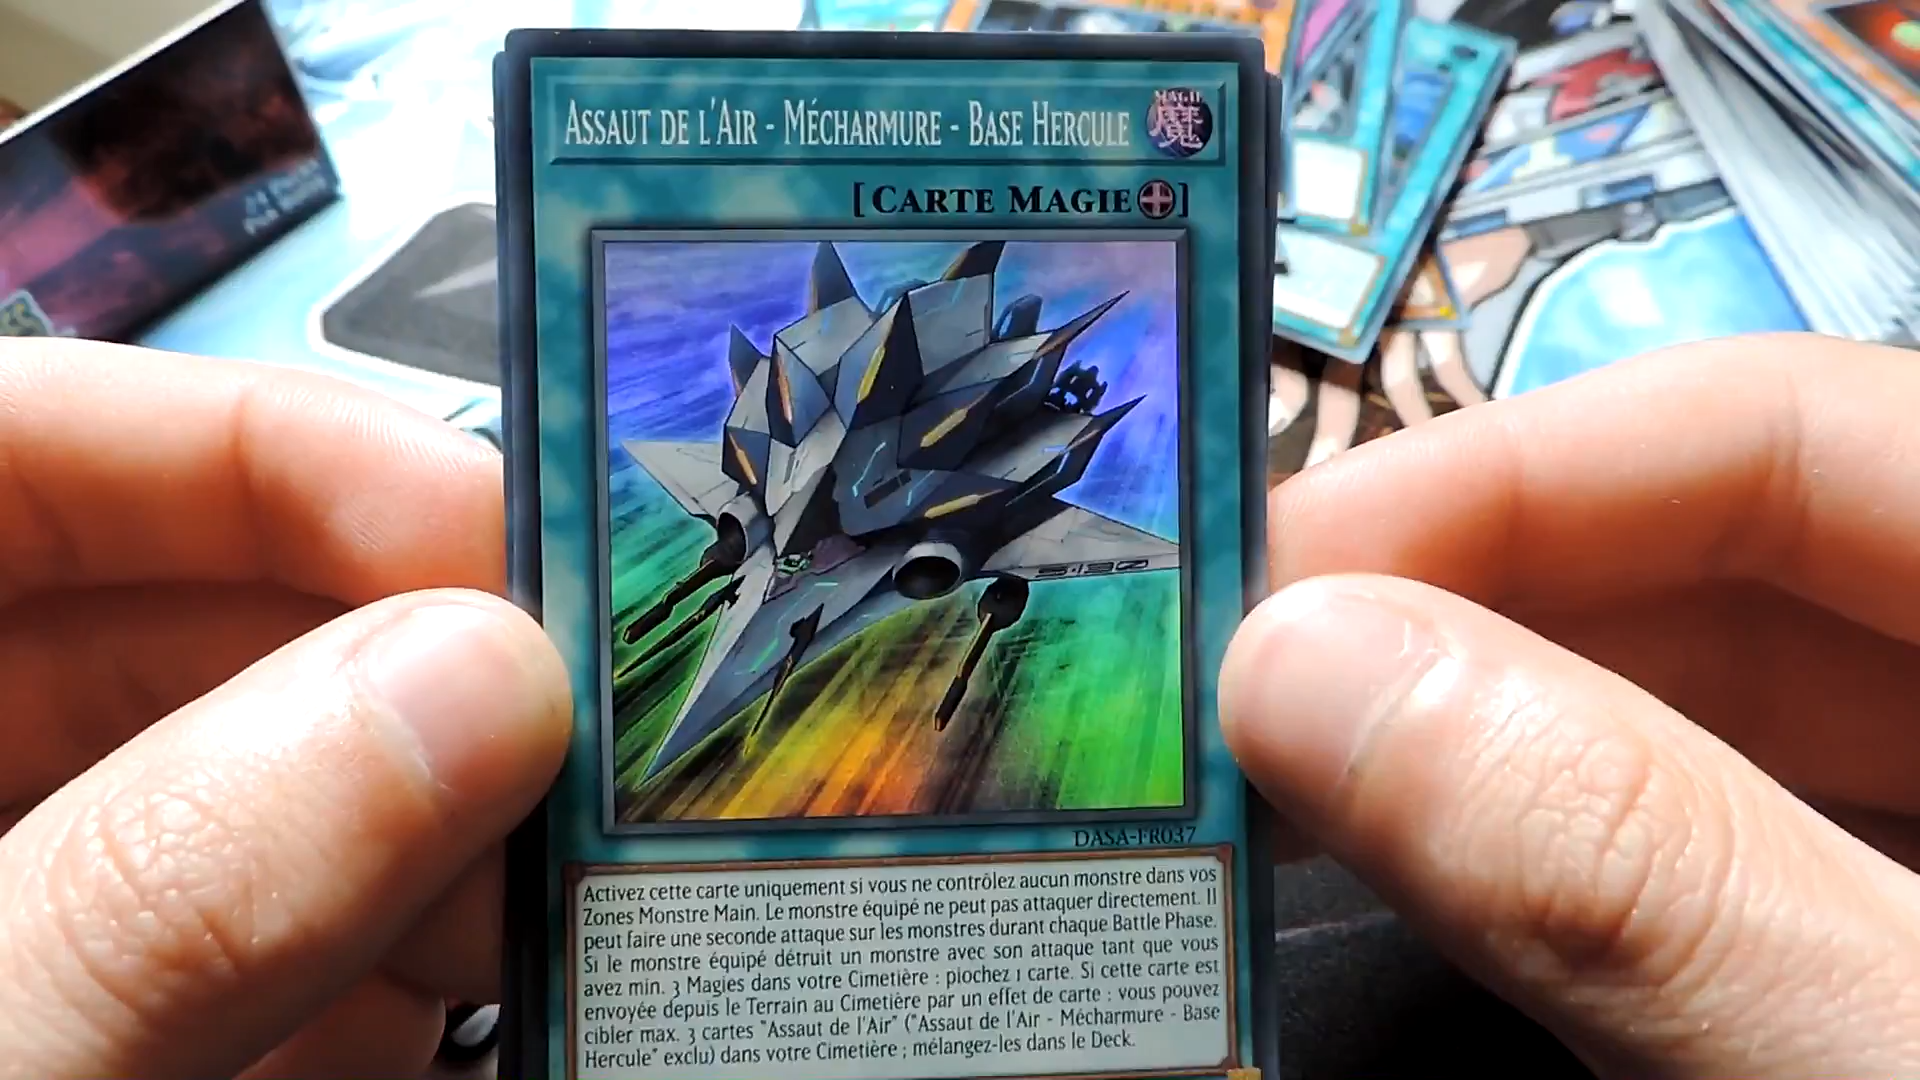 ASSAUT DE L'AIR - MÉCHARMURE - BASE HERCULE
MAGIE
魔
[CARTE MAGIE]
S-190
DASA-FR037
Activez cette carte uniquement si vous ne contrôlez aucun monstre dans vos
Zones Monstre Main. Le monstre équipé ne peut pas attaquer directement. Il
peut faire une seconde attaque sur les monstres durant chaque Battle Phase.
Si le monstre équipé détruit un monstre avec son attaque tant que vous
avez min. 3 Magies dans votre Cimetière : piochez 1 carte. Si cette carte est
envoyée depuis le Terrain au Cimetière par un effet de carte : vous pouvez
cibler max. 3 cartes "Assaut de l'Air" ("Assaut de l'Air - Mécharmure - Base
Hercule" exclu) dans votre Cimetière ; mélangez-les dans le Deck.